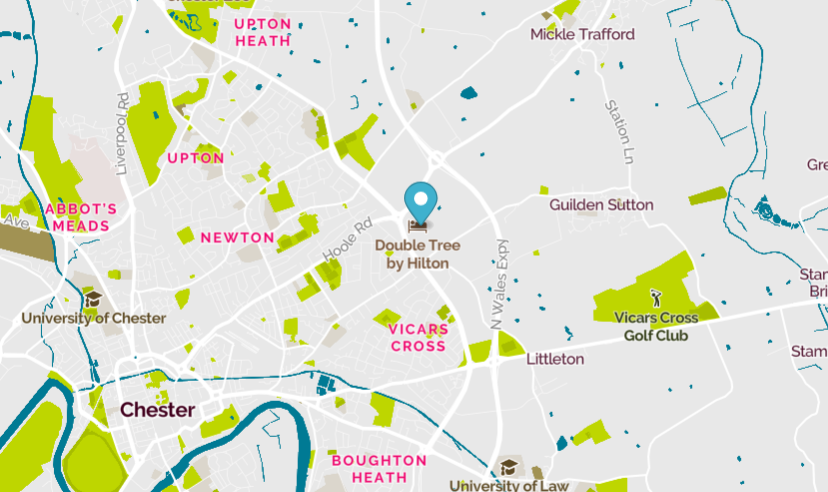 UPTON
HEATH
Mickle Trafford
Liverpool Rd
Station Ln
UPTON
ABBOT'S
MEADS
Ave
NEWTON
Hoole Rd
Double Tree
by Hilton
Guilden Sutton
N Wales Expy
University of Chester
VICARS
CROSS
Vicars Cross
Golf Club
Littleton
Chester
BOUGHTON
HEATH
University of Law